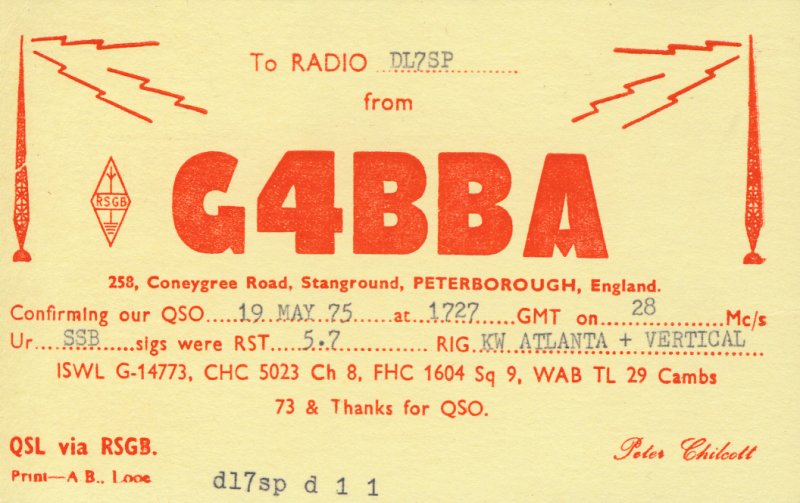 To RADIO DL7SP
from
G4BBA
RSGB
258, Coneygree Road, Stanground, PETERBOROUGH, England.
Confirming our QSO.....19 MAY 75.....at..1727.....GMT on...28...............Mc/s
Ur...SSB.....sigs were RST.....5.7............. RIG KW ATLANTA + VERTICAL
ISWL G-14773, CHC 5023 Ch 8, FHC 1604 Sq 9, WAB TL 29 Cambs
73 & Thanks for QSO.
QSL via RSGB.
Peter Chilcott
Print—A B., Looe
dl7sp d 1 1